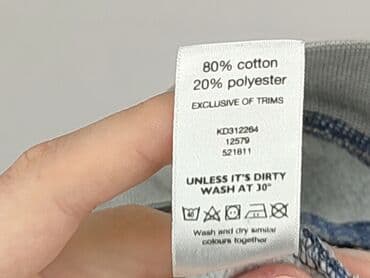 80% cotton
20% polyester
EXCLUSIVE OF TRIMS
KD312264
12579
521811
UNLESS IT'S DIRTY
WASH AT 30°
40
Wash and dry similar
colours together